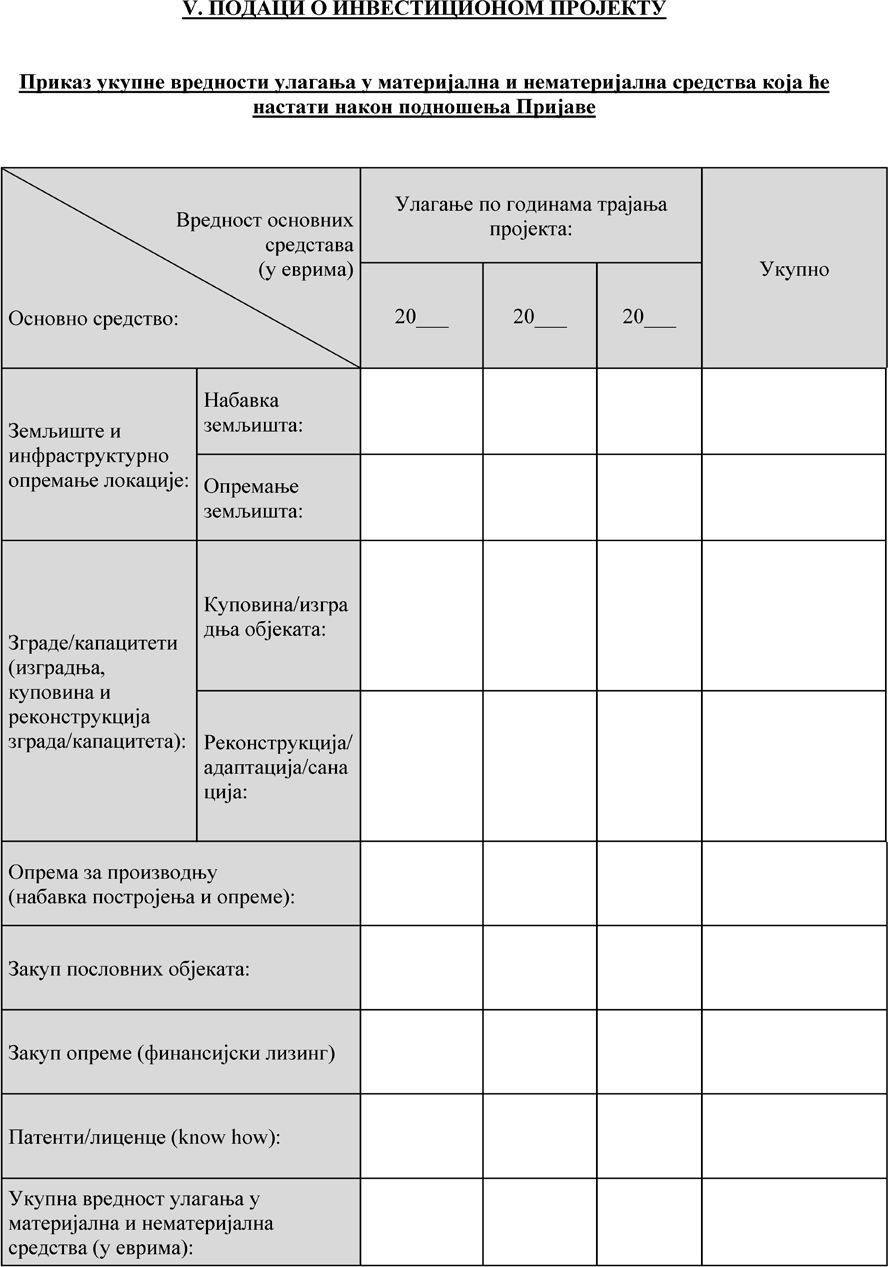 V. ПОДАЦИ О ИНВЕСТИЦИОНОМ ПРОЈЕКТУ
Приказ укупне вредности улагања у материјална и нематеријална средства која ће
настати након подношења Пријаве
Вредност основних
средстава
(у еврима)
Основно средство:
Улагање по годинама трајања
пројекта:
Укупно
20___ 20___ 20___
Земљиште и
инфраструктурно
опремање локације:
Набавка
земљишта:
Опремање
земљишта:
Зграде/капацитети
(изградња,
куповина и
реконструкција
зграда/капацитета):
Куповина/изгра
дња објеката:
Реконструкција/
адаптација/сана
ција:
Опрема за производњу
(набавка постројења и опреме):
Закуп пословних објеката:
Закуп опреме (финансијски лизинг)
Патенти/лиценце (know how):
Укупна вредност улагања у
материјална и нематеријална
средства (у еврима):